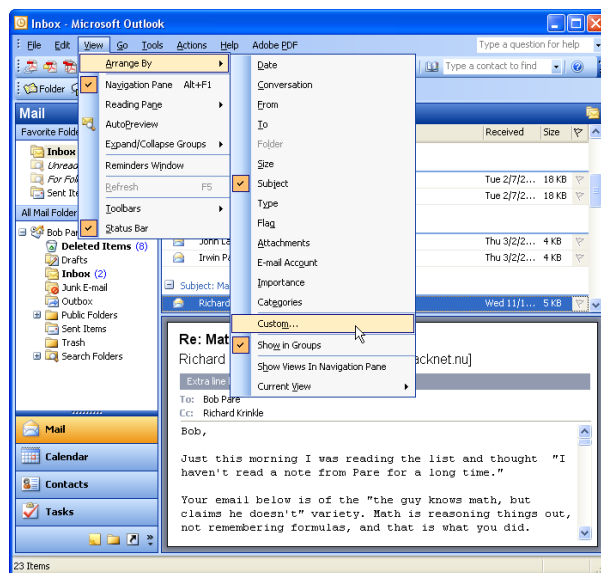 Inbox - Microsoft Outlook
File Edit View Go Tools Actions Help Adobe PDF Type a question for help
Type a contact to find
Folder
Mail
Favorite Folde
Inbox
Unread
For Fol
Sent Ite
All Mail Folder
Bob Par
Deleted Items (8)
Drafts
Inbox (2)
Junk E-mail
Outbox
Public Folders
Sent Items
Trash
Search Folders
Mail
Calendar
Contacts
Tasks
23 Items
Arrange By
Navigation Pane Alt+F1
Reading Pane
AutoPreview
Expand/Collapse Groups
Reminders Window
Refresh F5
Toolbars
Status Bar
Date
Conversation
From
To
Folder
Size
Subject
Type
Flag
Attachments
E-mail Account
Importance
Categories
Custom...
Show in Groups
Show Views In Navigation Pane
Current View
Received Size
Tue 2/7/2... 18 KB
Tue 2/7/2... 18 KB
John La Thu 3/2/2... 4 KB
Irwin Pa Thu 3/2/2... 4 KB
Subject: Ma
Richard Wed 11/1... 5 KB
Re: Mat
Richard acknet.nu]
Extra line
To: Bob Pare
Cc: Richard Krinkle
Bob,
Just this morning I was reading the list and thought "I
haven't read a note from Pare for a long time."
Your email below is of the "the guy knows math, but
claims he doesn't" variety. Math is reasoning things out,
not remembering formulas, and that is what you did.